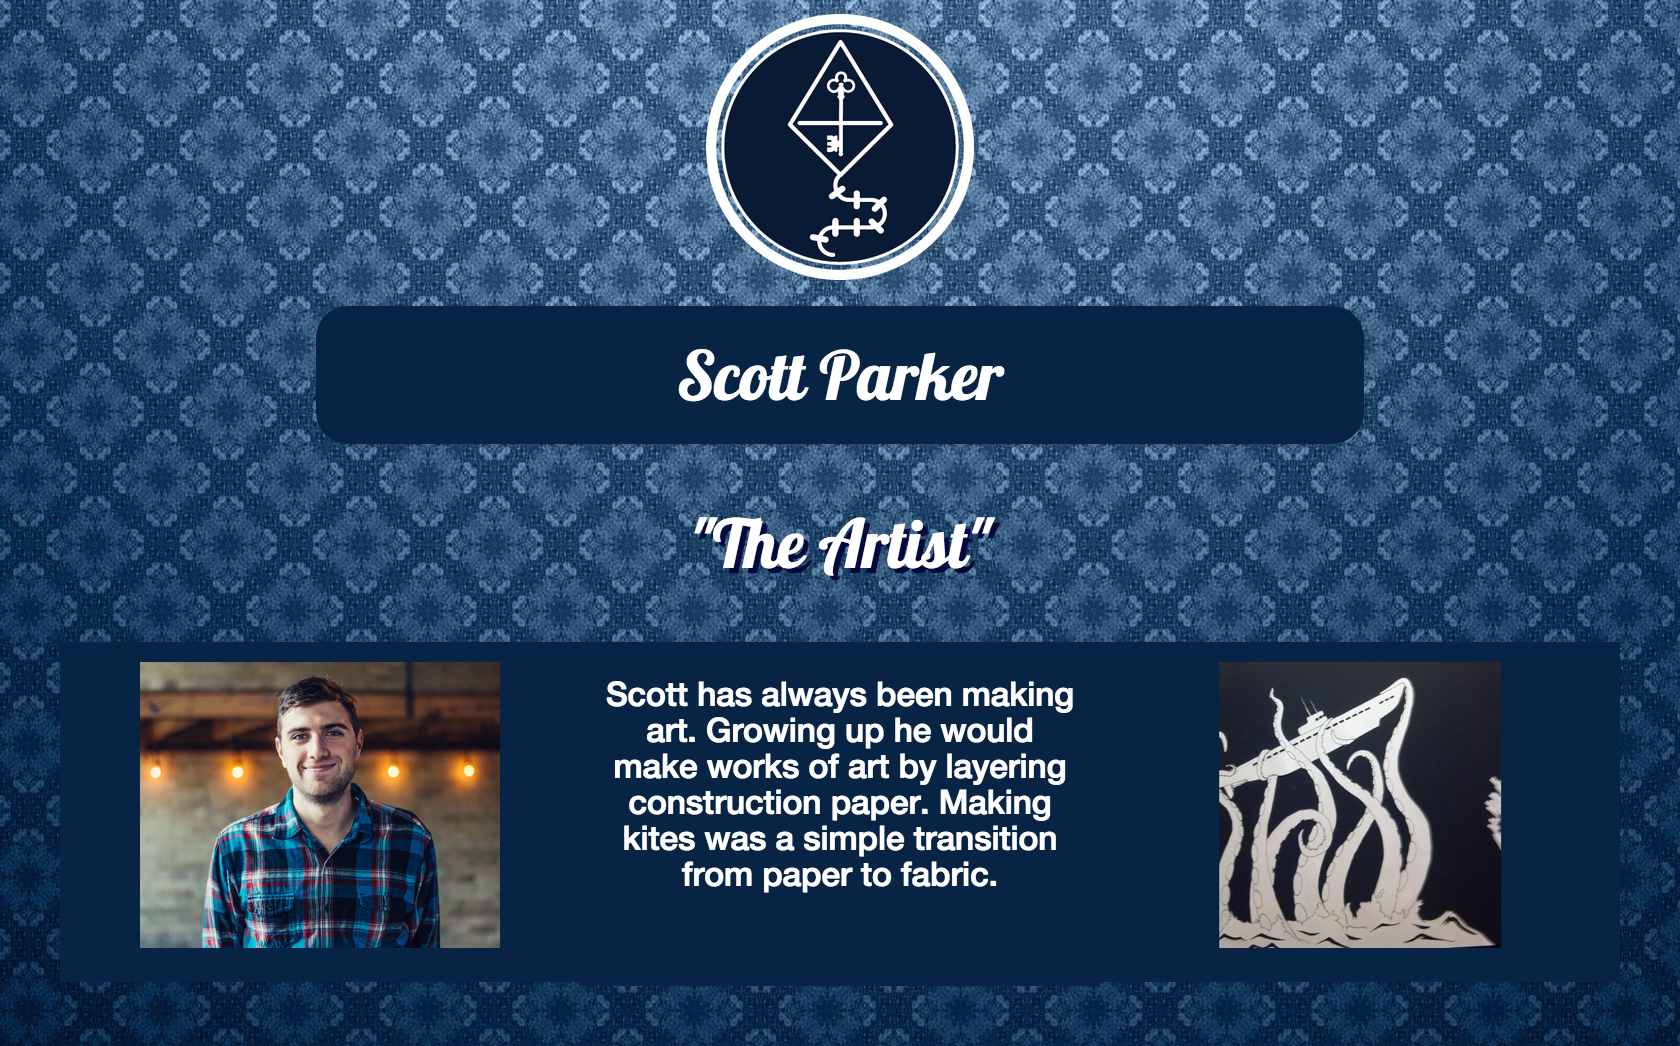 Scott Parker
"The Artist"
Scott has always been making
art. Growing up he would
make works of art by layering
construction paper. Making
kites was a simple transition
from paper to fabric.